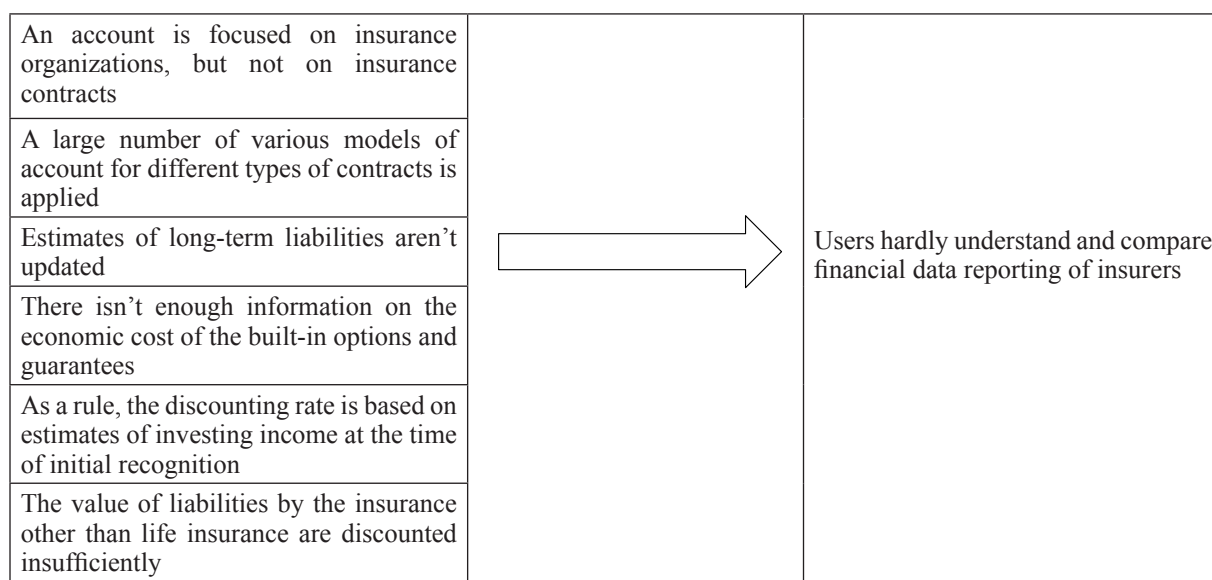 An account is focused on insurance
organizations, but not on insurance
contracts
A large number of various models of
account for different types of contracts is
applied
Estimates of long-term liabilities aren’t
updated
There isn’t enough information on the
economic cost of the built-in options and
guarantees
As a rule, the discounting rate is based on
estimates of investing income at the time
of initial recognition
The value of liabilities by the insurance
other than life insurance are discounted
insufficiently
Users hardly understand and compare
financial data reporting of insurers